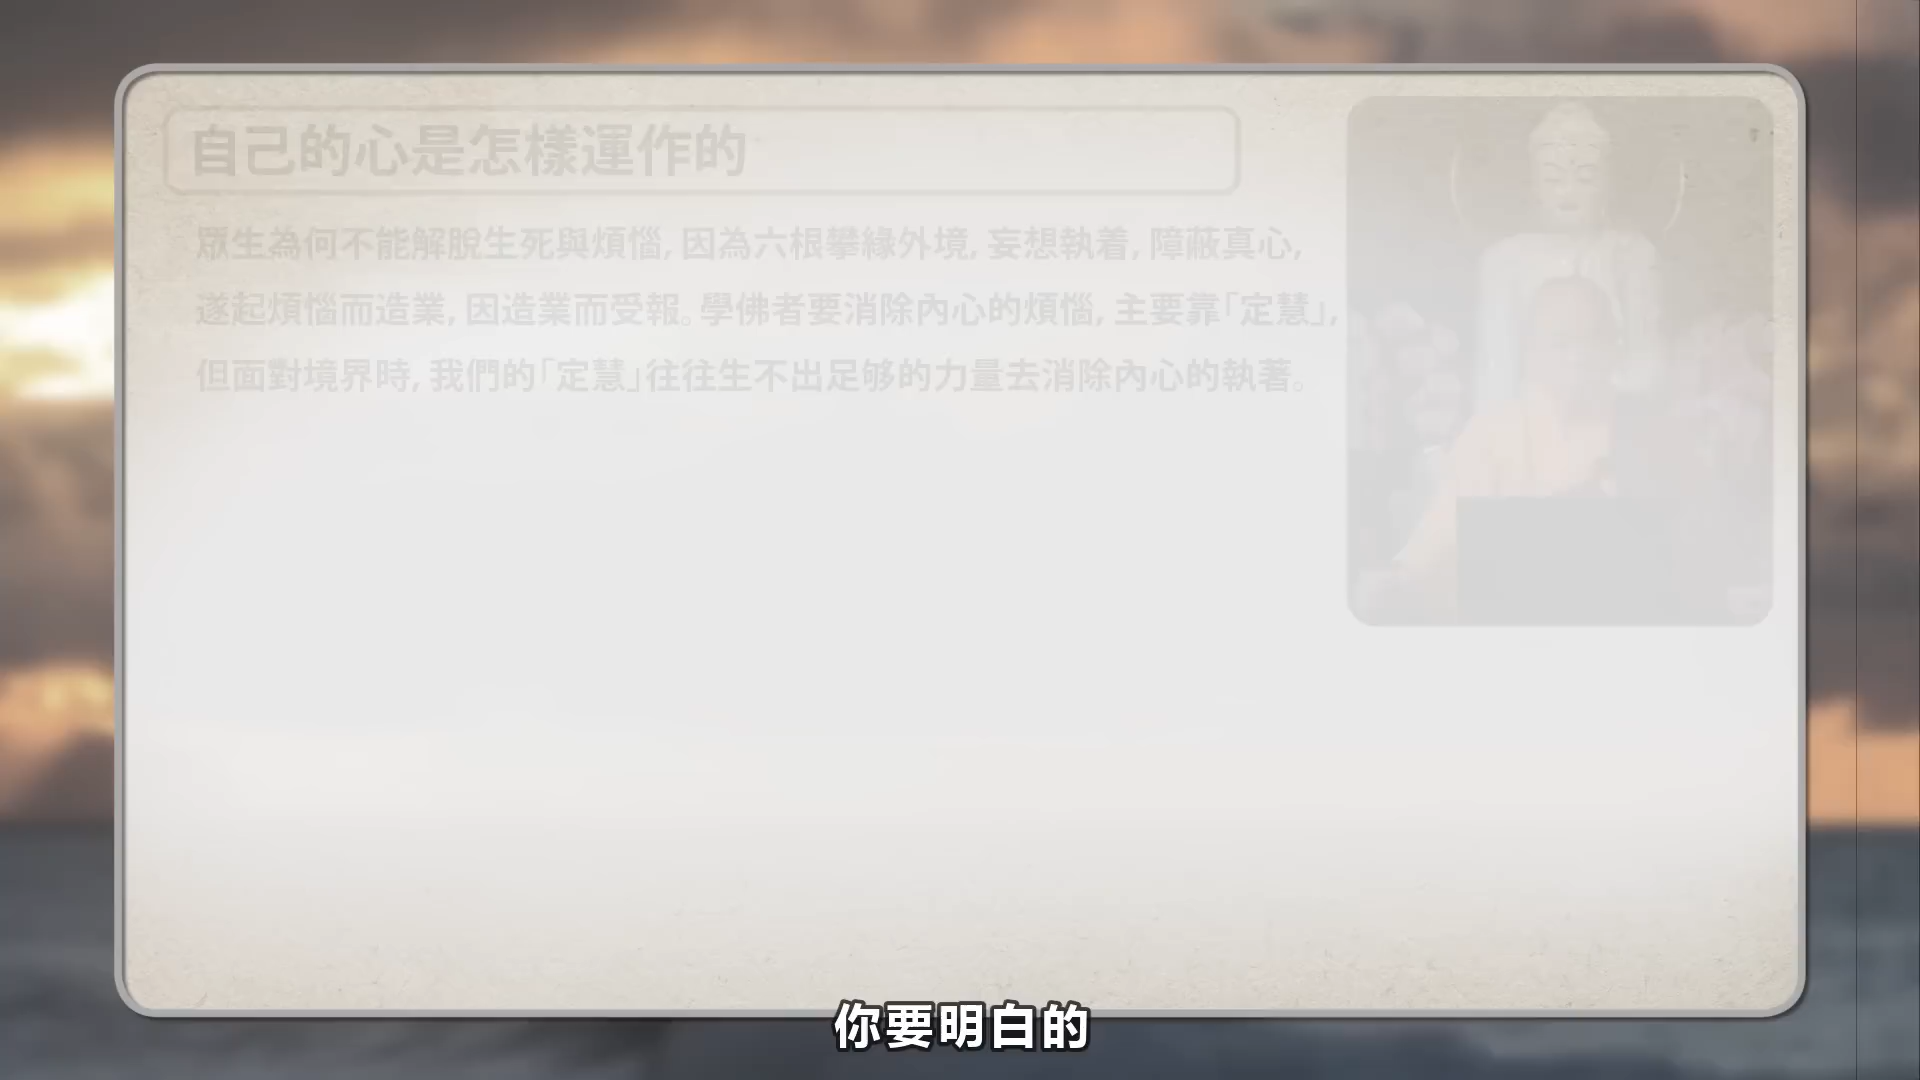 自己的心是怎樣運作的
眾生為何不能解脫生死與煩惱, 因為六根攀緣外境, 妄想執着, 障蔽真心,
遂起煩惱而造業, 因造業而受報。學佛者要消除內心的煩惱, 主要靠「定慧」,
但面對境界時, 我們的「定慧」往往生不出足够的力量去消除內心的執著。
你要明白的